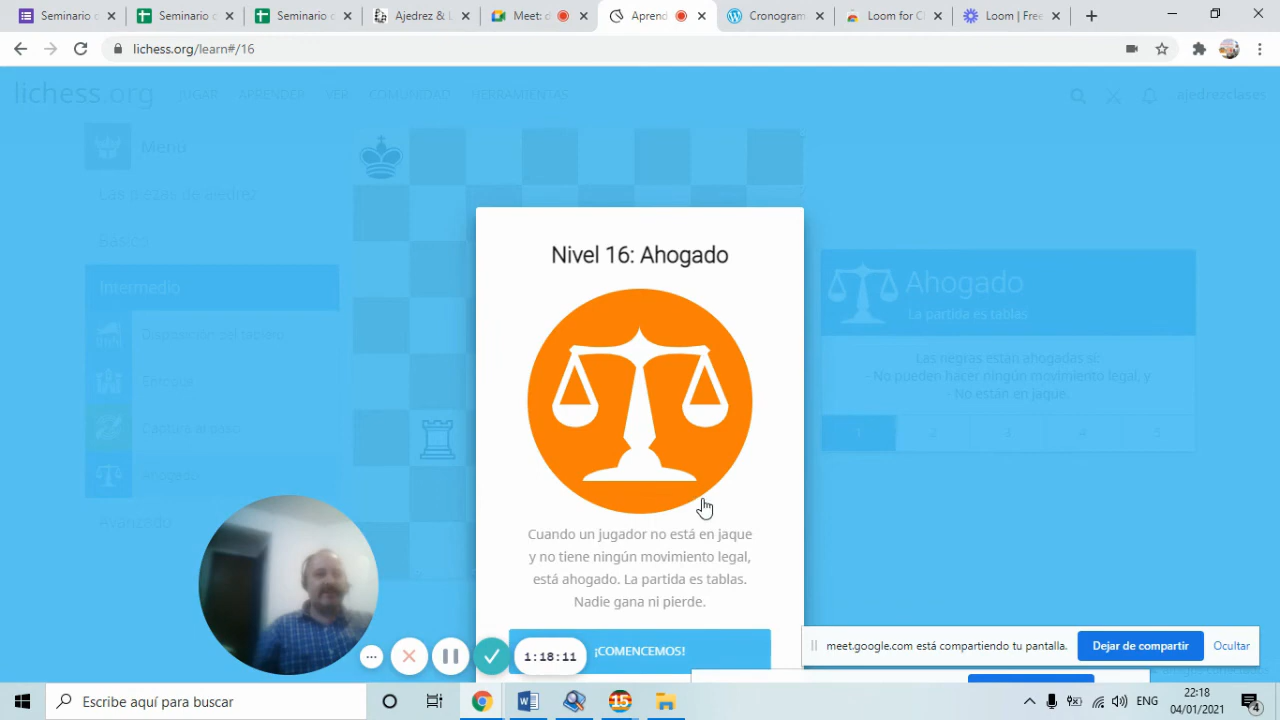 Seminario c
Seminario c
Seminario c
Ajedrez & L
Meet: d
Aprend
Cronogram
Loom for C
Loom | Free
lichess.org/learn#/16
lichess.org
JUGAR
APRENDER
VER
COMUNIDAD
HERRAMIENTAS
ajedrezclases
Menú
Las piezas de ajedrez
Básico
Intermedio
Disposición del tablero
Enrocar
Captura al paso
Ahogado
Avanzado
Nivel 16: Ahogado
Cuando un jugador no está en jaque
y no tiene ningún movimiento legal,
está ahogado. La partida es tablas.
Nadie gana ni pierde.
¡COMENCEMOS!
Ahogado
La partida es tablas
Las negras están ahogadas si:
- No pueden hacer ningún movimiento legal, y
- No están en jaque.
1
2
3
4
5
1:18:11
meet.google.com está compartiendo tu pantalla.
Dejar de compartir
Ocultar
Escribe aquí para buscar
15
ENG
22:18
04/01/2021
4